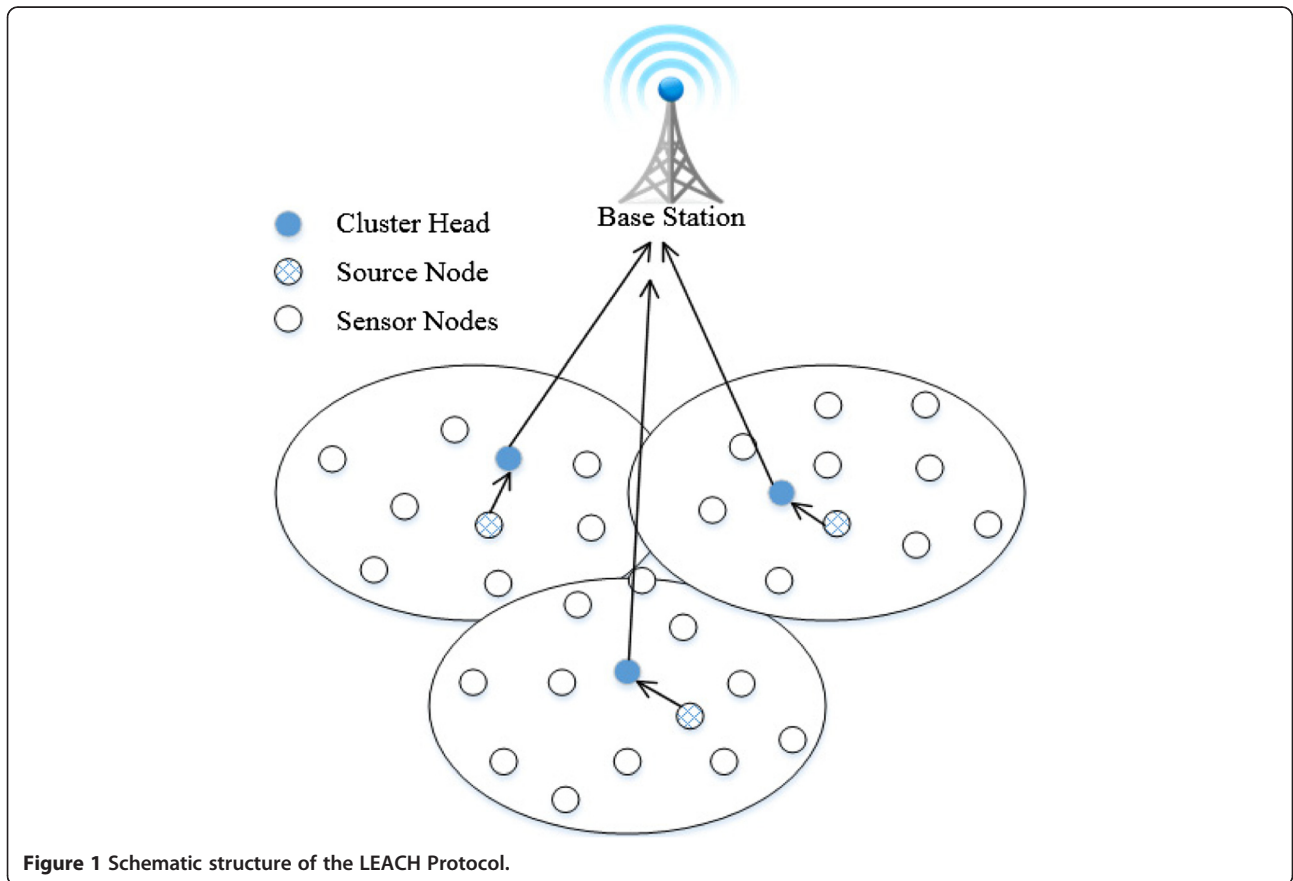 Base Station
Cluster Head
Source Node
Sensor Nodes
Figure 1 Schematic structure of the LEACH Protocol.